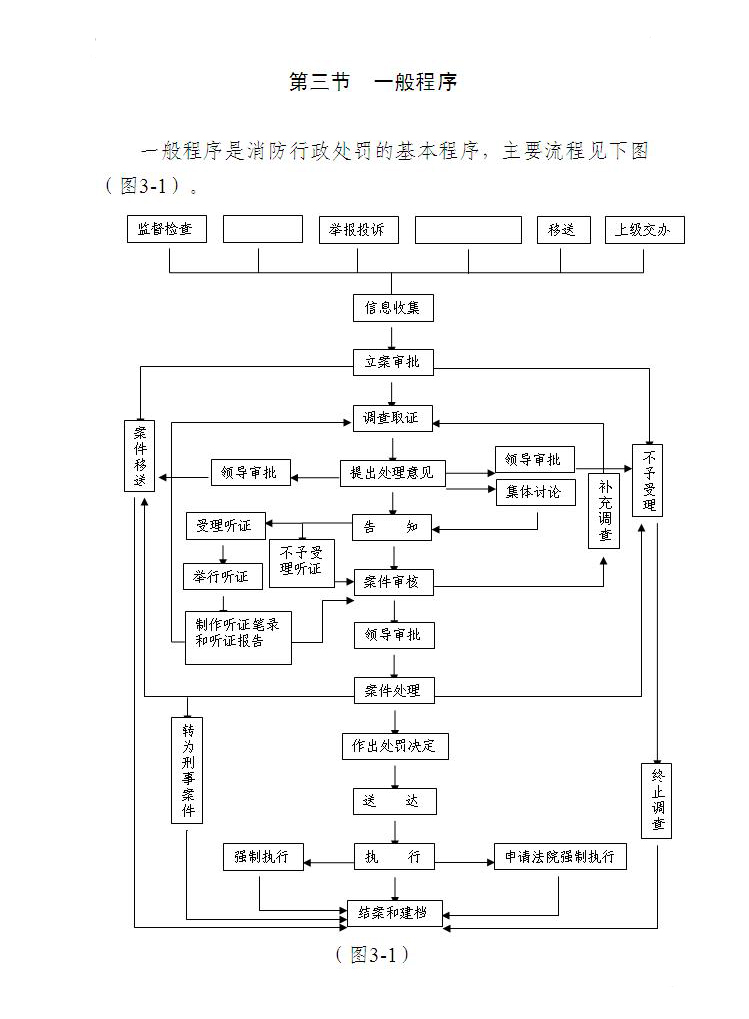 第三节 一般程序
一般程序是消防行政处罚的基本程序，主要流程见下图
（图3-1）。
监督检查
举报投诉
移送
上级交办
信息收集
立案审批
调查取证
案件移送
不予受理
领导审批
提出处理意见
领导审批
集体讨论
补充调查
受理听证
告 知
不予受
理听证
举行听证
案件审核
制作听证笔录
和听证报告
领导审批
案件处理
转为刑事案件
作出处罚决定
终止调查
送 达
强制执行
执 行
申请法院强制执行
结案和建档
（图3-1）